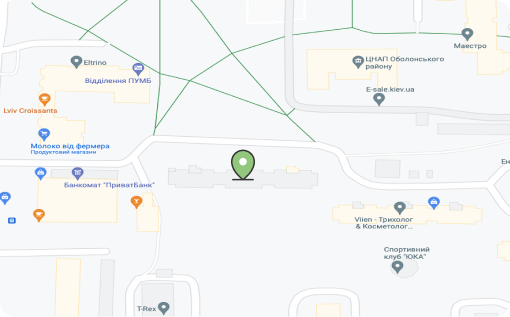 Маестро
Eltrino
ЦНАП Оболонського
району
Відділення ПУМБ
E-sale.kiev.ua
Lviv Croissants
Молоко від фермера
Продуктовий магазин
Банкомат "ПриватБанк"
Viien - Трихолог
& Косметолог...
Спортивний
клуб "ЮКА"
T-Rex